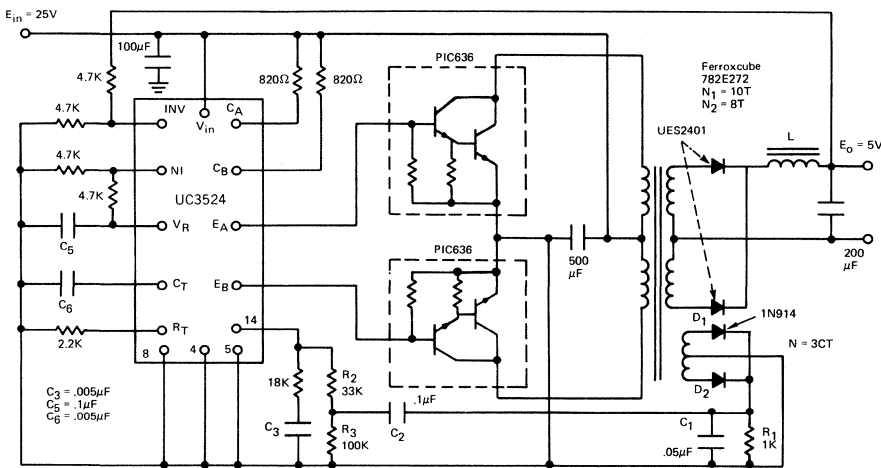 E_in = 25V
100μF
4.7K
820Ω
820Ω
PIC636
Ferroxcube
782E272
N_1 = 10T
N_2 = 8T
4.7K
INV
V_in
C_A
UES2401
L
E_o = 5V
4.7K
NI
C_B
4.7K
UC3524
C_5
V_R
E_A
PIC636
500
μF
200
μF
C_6
C_T
E_B
D_1
1N914
2.2K
R_T
14
N = 3CT
8
4
5
D_2
C_3 = .005μF
C_5 = .1μF
C_6 = .005μF
18K
R_2
33K
.1μF
C_2
C_3
R_3
100K
C_1
.05μF
R_1
1K